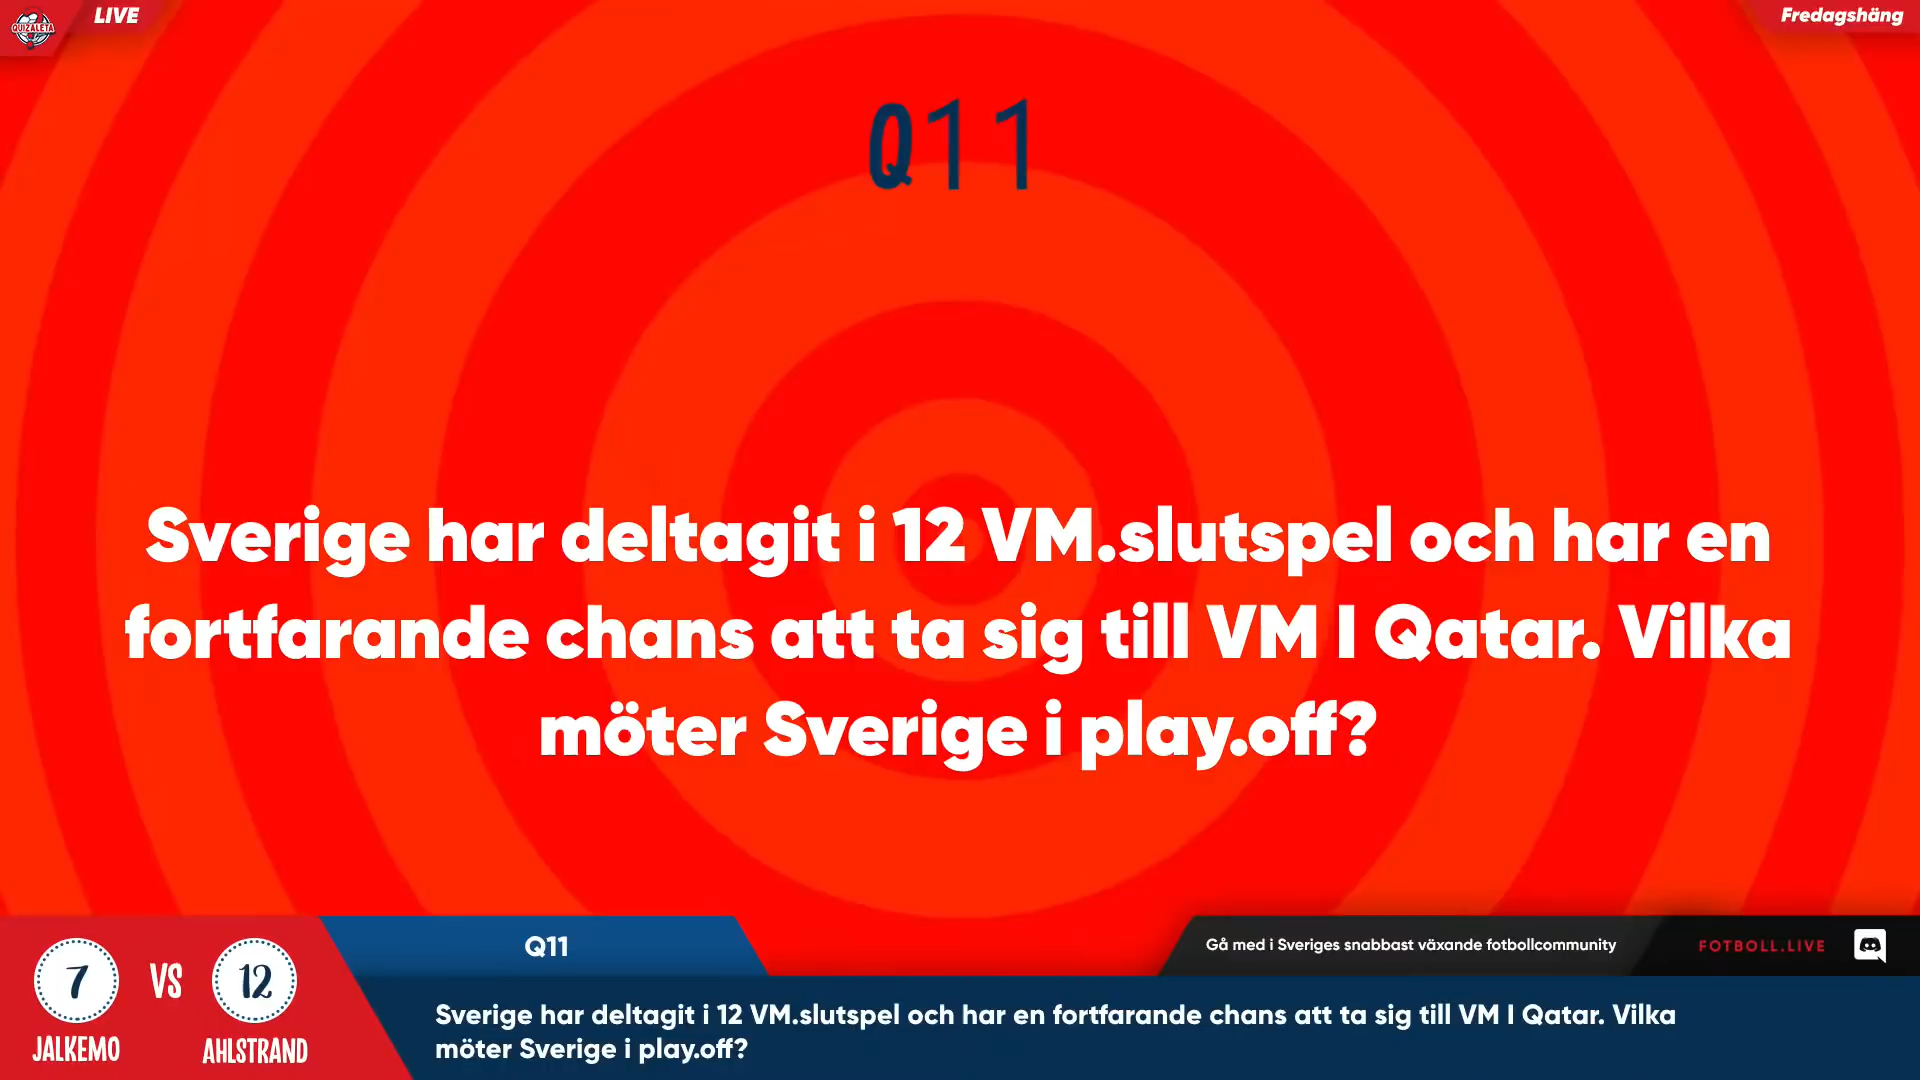 QUIZALETA
LIVE
Fredagshäng
Q11
Sverige har deltagit i 12 VM.slutspel och har en
fortfarande chans att ta sig till VM I Qatar. Vilka
möter Sverige i play.off?
7 VS 12
JALKEMO AHLSTRAND
Q11
Gå med i Sveriges snabbast växande fotbollcommunity
FOTBOLL.LIVE
Sverige har deltagit i 12 VM.slutspel och har en fortfarande chans att ta sig till VM I Qatar. Vilka
möter Sverige i play.off?